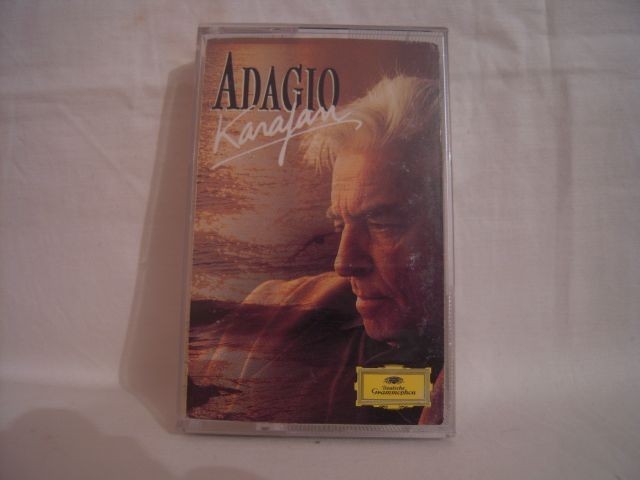 ADAGIO
Karajan
Deutsche
Grammophon